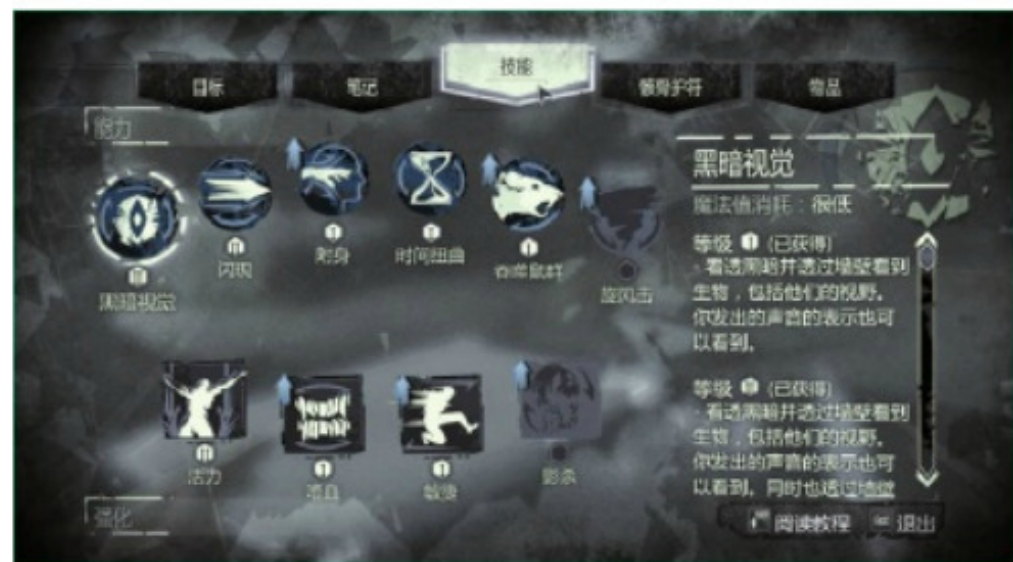 目标
笔记
技能
骸骨护符
物品
能力
黑暗视觉
闪现
附身
时间扭曲
吞噬鼠群
旋风击
活力
嗜血
敏捷
影杀
强化
黑暗视觉
魔法值消耗：很低
等级 I (已获得)
- 看透黑暗并透过墙壁看到
生物，包括他们的视野。
你发出的声音的表示也可
以看到。
等级 II (已获得)
- 看透黑暗并透过墙壁看到
生物，包括他们的视野。
你发出的声音的表示也可
以看到。同时也透过墙壁
阅读教程
退出